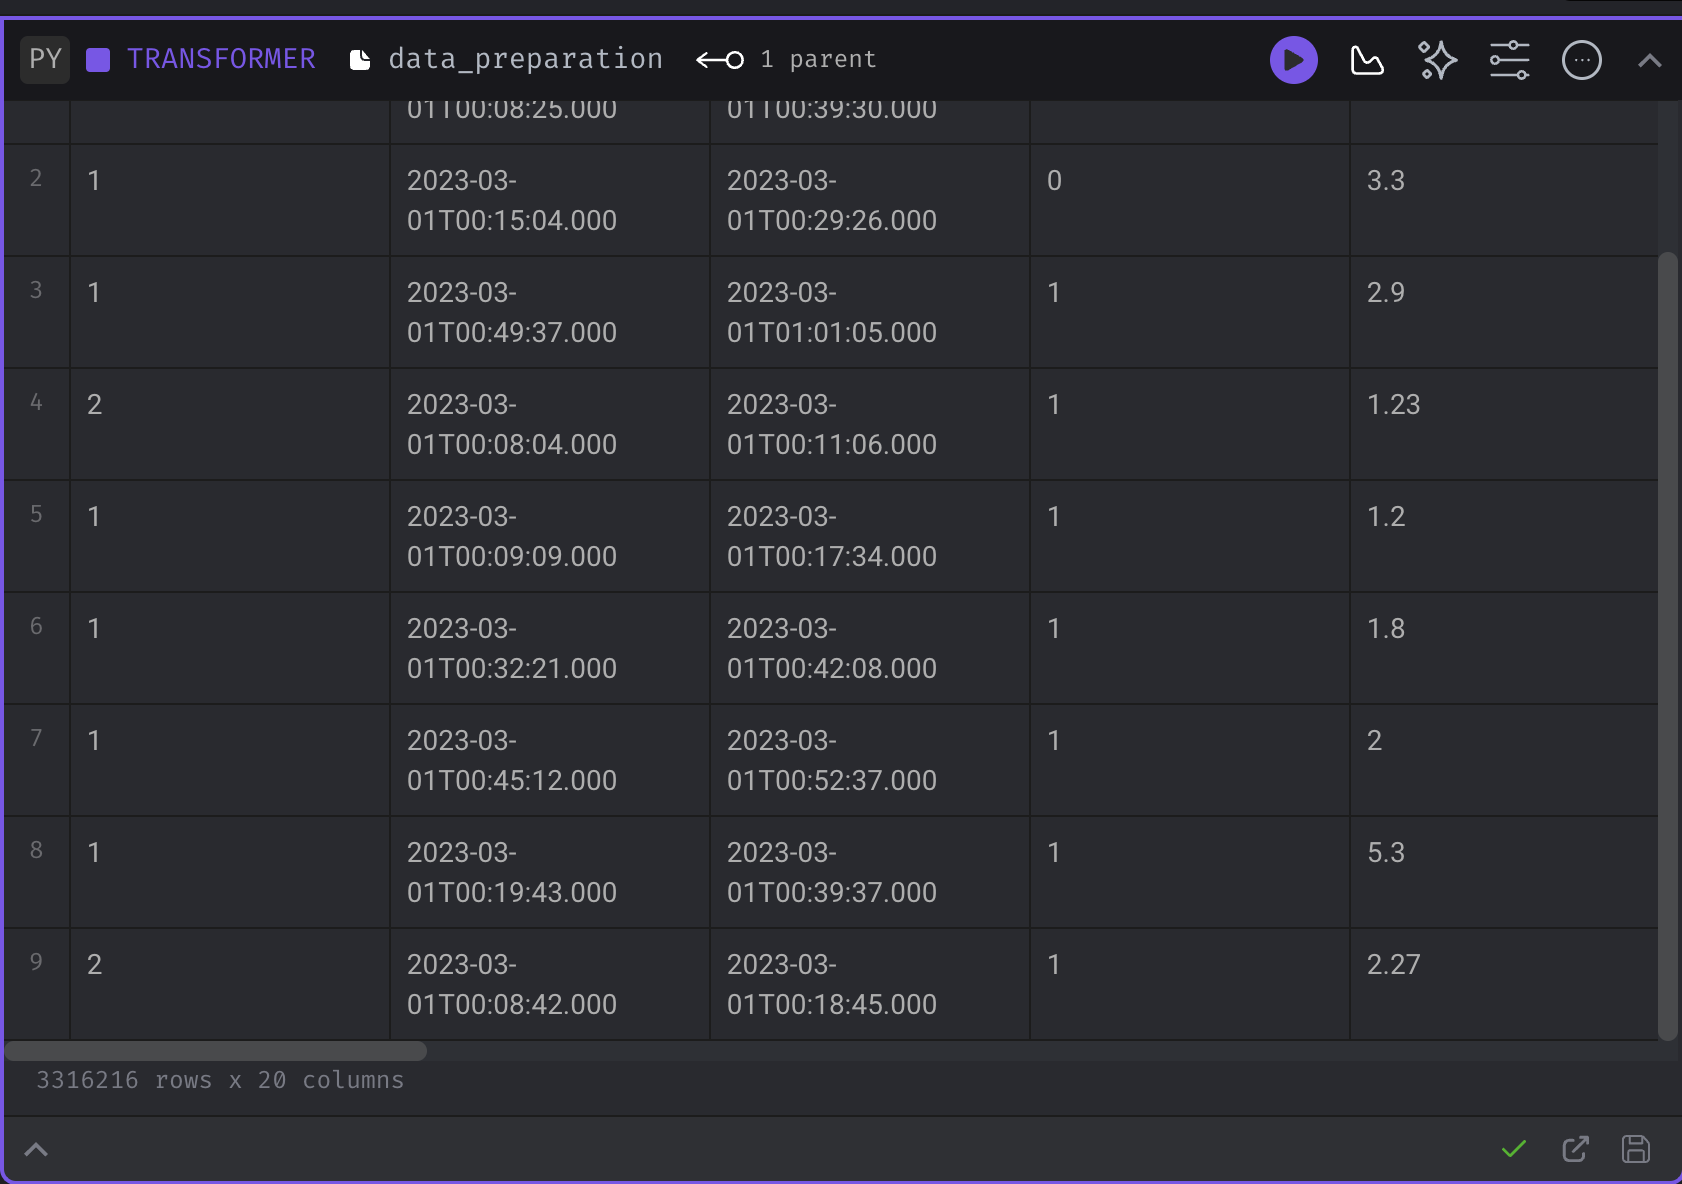 PY TRANSFORMER data_preparation 1 parent
01T00:08:25.000 01T00:39:30.000
2 1 2023-03- 2023-03- 0 3.3
01T00:15:04.000 01T00:29:26.000
3 1 2023-03- 2023-03- 1 2.9
01T00:49:37.000 01T01:01:05.000
4 2 2023-03- 2023-03- 1 1.23
01T00:08:04.000 01T00:11:06.000
5 1 2023-03- 2023-03- 1 1.2
01T00:09:09.000 01T00:17:34.000
6 1 2023-03- 2023-03- 1 1.8
01T00:32:21.000 01T00:42:08.000
7 1 2023-03- 2023-03- 1 2
01T00:45:12.000 01T00:52:37.000
8 1 2023-03- 2023-03- 1 5.3
01T00:19:43.000 01T00:39:37.000
9 2 2023-03- 2023-03- 1 2.27
01T00:08:42.000 01T00:18:45.000
3316216 rows x 20 columns